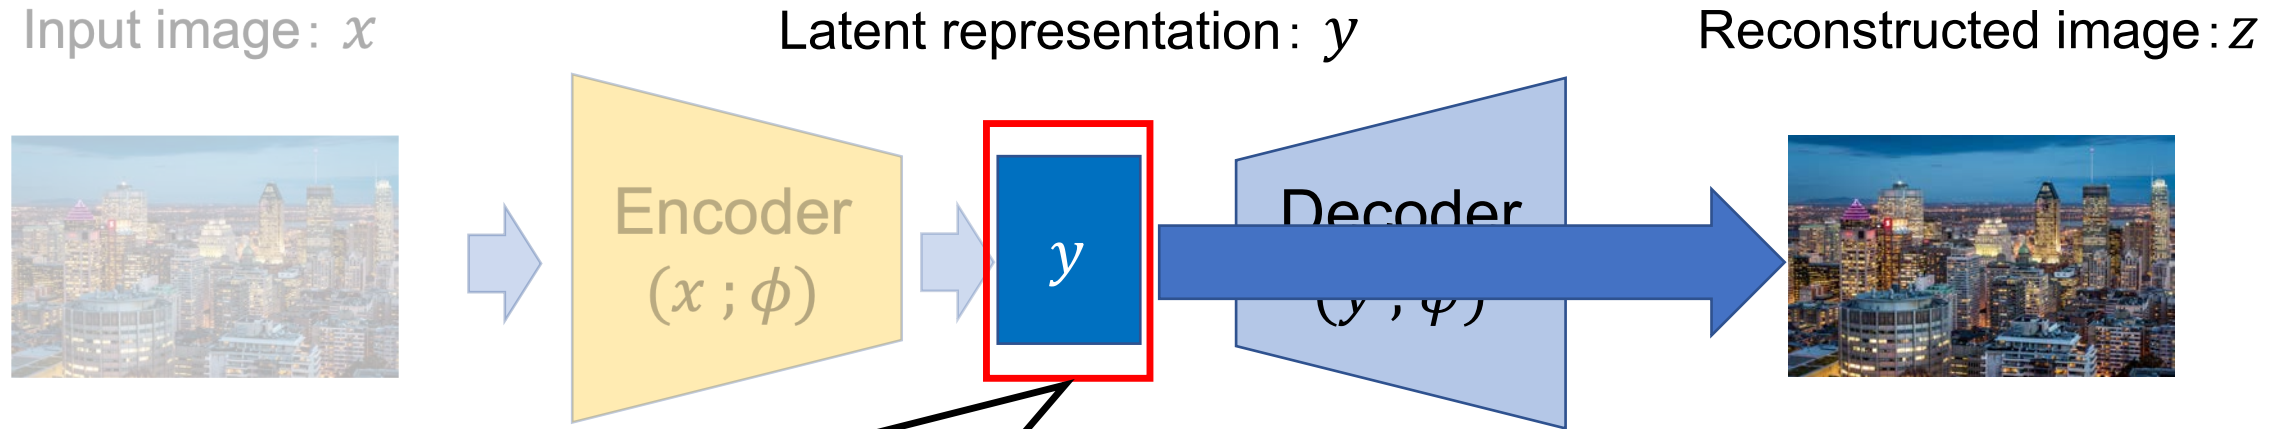 Input image: x
Latent representation: y
Reconstructed image: z
Encoder
(x ; ϕ)
y
Decoder
(y ; ψ)